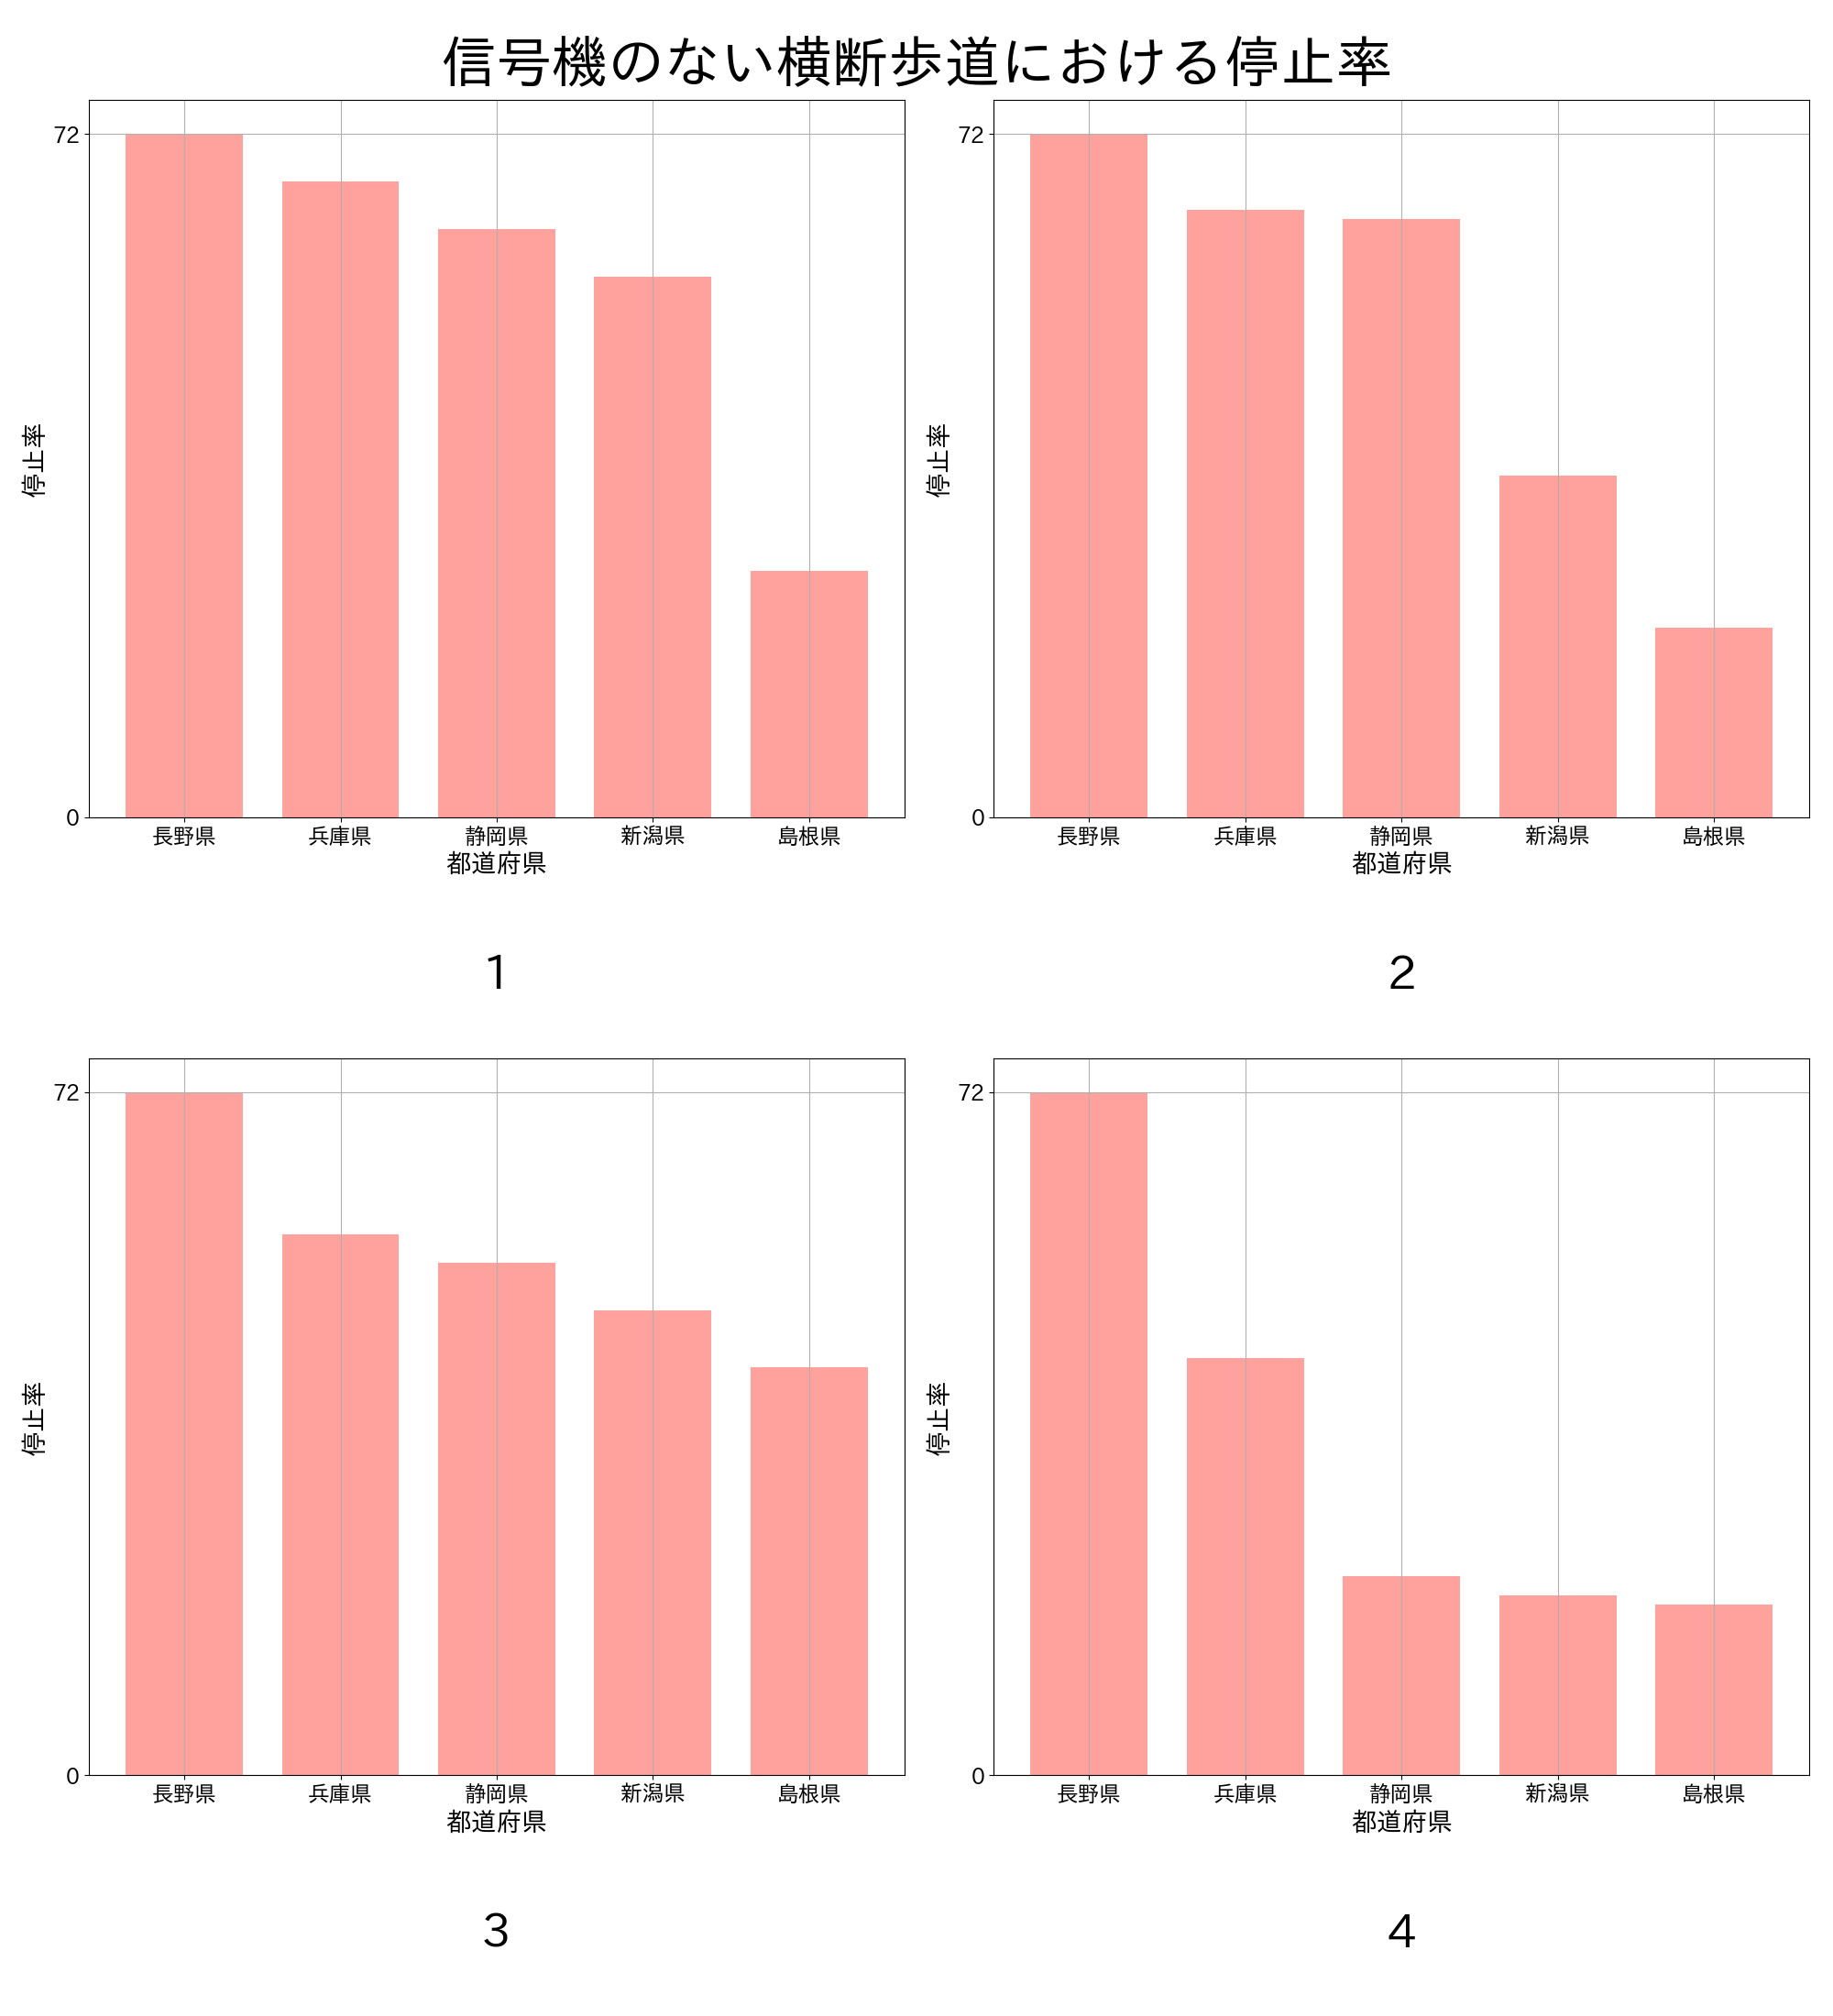 信号機のない横断歩道における停止率
72
停止率
0
長野県 兵庫県 静岡県 新潟県 島根県
都道府県
1
72
停止率
0
長野県 兵庫県 静岡県 新潟県 島根県
都道府県
2
72
停止率
0
長野県 兵庫県 静岡県 新潟県 島根県
都道府県
3
72
停止率
0
長野県 兵庫県 静岡県 新潟県 島根県
都道府県
4